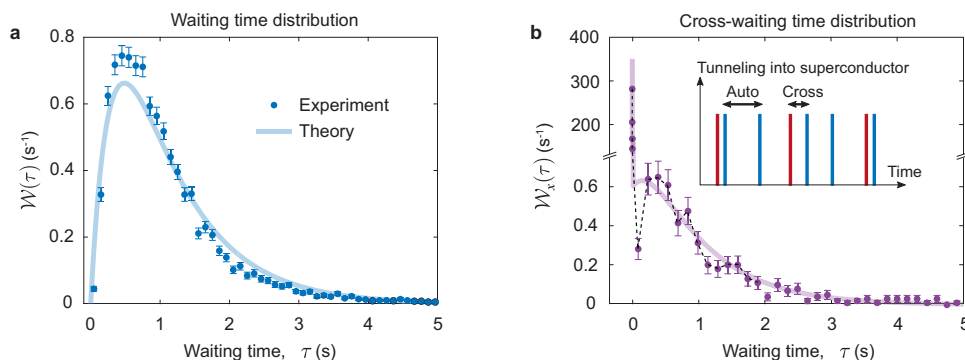 Waiting time distribution
a
𝒲(τ) (s⁻¹)
0.8
0.6
0.4
0.2
0
Experiment
Theory
0 1 2 3 4 5
Waiting time, τ (s)
Cross-waiting time distribution
b
𝒲ₓ(τ) (s⁻¹)
400
300
200
0.6
0.4
0.2
0.0
Tunneling into superconductor
Auto Cross
Time
0 1 2 3 4 5
Waiting time, τ (s)